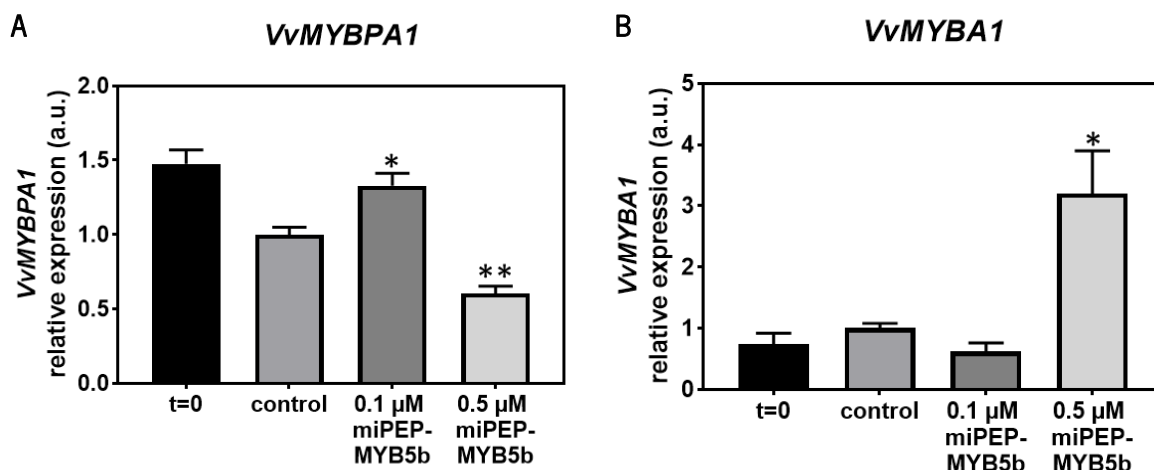 A
VvMYBPA1
VvMYBPA1
relative expression (a.u.)
2.0
1.5
1.0
0.5
0.0
*
**
t=0
control
0.1 µM
miPEP-
MYB5b
0.5 µM
miPEP-
MYB5b
B
VvMYBA1
VvMYBA1
relative expression (a.u.)
5
4
3
2
1
0
*
t=0
control
0.1 µM
miPEP-
MYB5b
0.5 µM
miPEP-
MYB5b